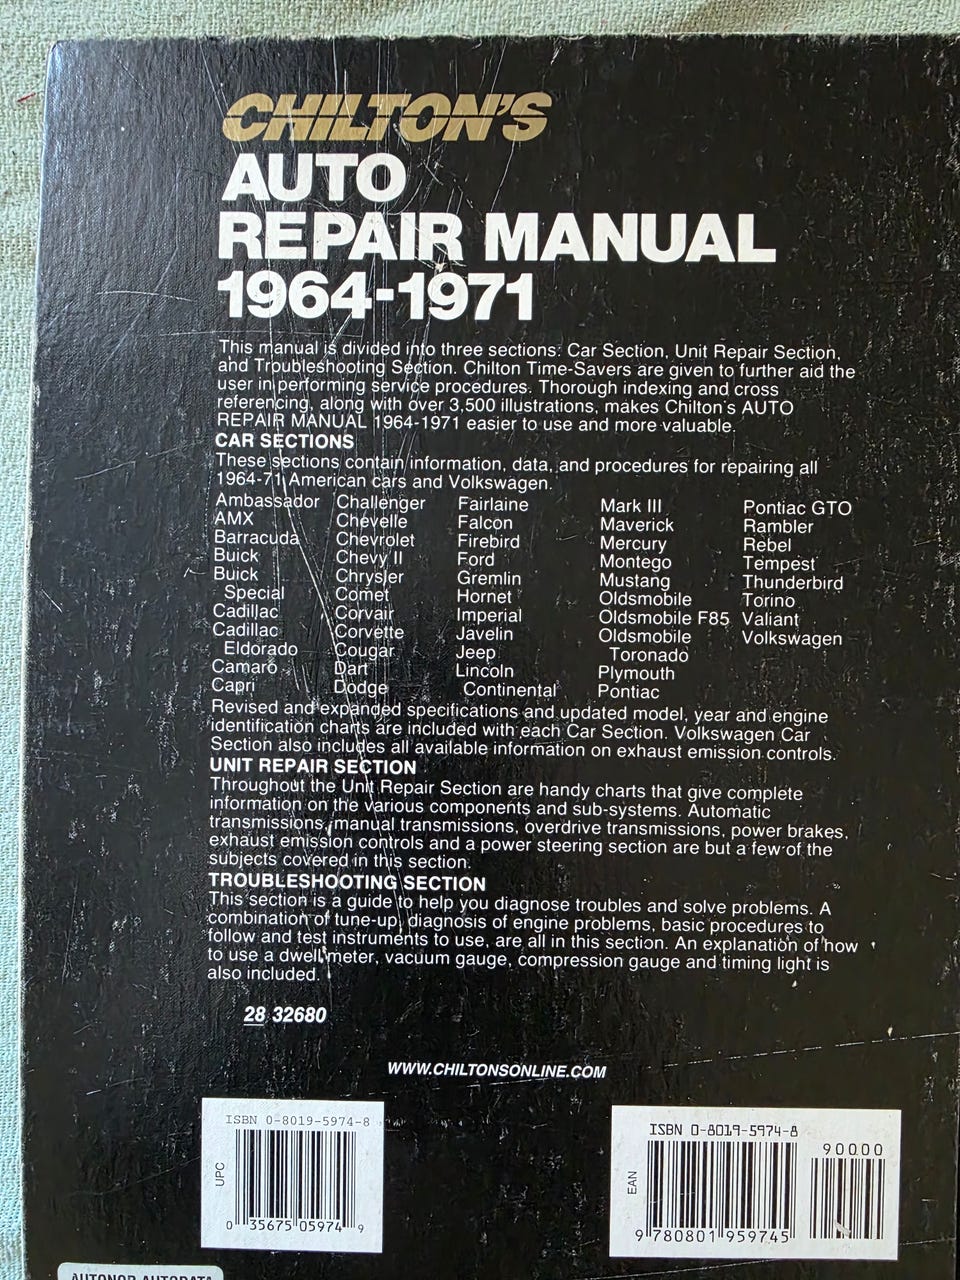 CHILTON'S
AUTO
REPAIR MANUAL
1964-1971
This manual is divided into three sections: Car Section, Unit Repair Section,
and Troubleshooting Section. Chilton Time-Savers are given to further aid the
user in performing service procedures. Thorough indexing and cross
referencing, along with over 3,500 illustrations, makes Chilton's AUTO
REPAIR MANUAL 1964-1971 easier to use and more valuable.
CAR SECTIONS
These sections contain information, data, and procedures for repairing all
1964-71 American cars and Volkswagen.
Ambassador
AMX
Barracuda
Buick
Buick
Special
Cadillac
Cadillac
Eldorado
Camaro
Capri
Challenger
Chevelle
Chevrolet
Chevy II
Chrysler
Comet
Corvair
Corvette
Cougar
Dart
Dodge
Fairlaine
Falcon
Firebird
Ford
Gremlin
Hornet
Imperial
Javelin
Jeep
Lincoln
Continental
Mark III
Maverick
Mercury
Montego
Mustang
Oldsmobile
Oldsmobile F85
Oldsmobile
Toronado
Plymouth
Pontiac
Pontiac GTO
Rambler
Rebel
Tempest
Thunderbird
Torino
Valiant
Volkswagen
Revised and expanded specifications and updated model, year and engine
identification charts are included with each Car Section. Volkswagen Car
Section also includes all available information on exhaust emission controls.
UNIT REPAIR SECTION
Throughout the Unit Repair Section are handy charts that give complete
information on the various components and sub-systems. Automatic
transmissions, manual transmissions, overdrive transmissions, power brakes,
exhaust emission controls and a power steering section are but a few of the
subjects covered in this section.
TROUBLESHOOTING SECTION
This section is a guide to help you diagnose troubles and solve problems. A
combination of tune-up, diagnosis of engine problems, basic procedures to
follow and test instruments to use, are all in this section. An explanation of how
to use a dwell meter, vacuum gauge, compression gauge and timing light is
also included.
28 32680
WWW.CHILTONSONLINE.COM
ISBN 0-8019-5974-8
UPC
0 35675 05974 9
ISBN 0-8019-5974-8
90000
EAN
9 780801 959745
AUTONOR AUTODATA